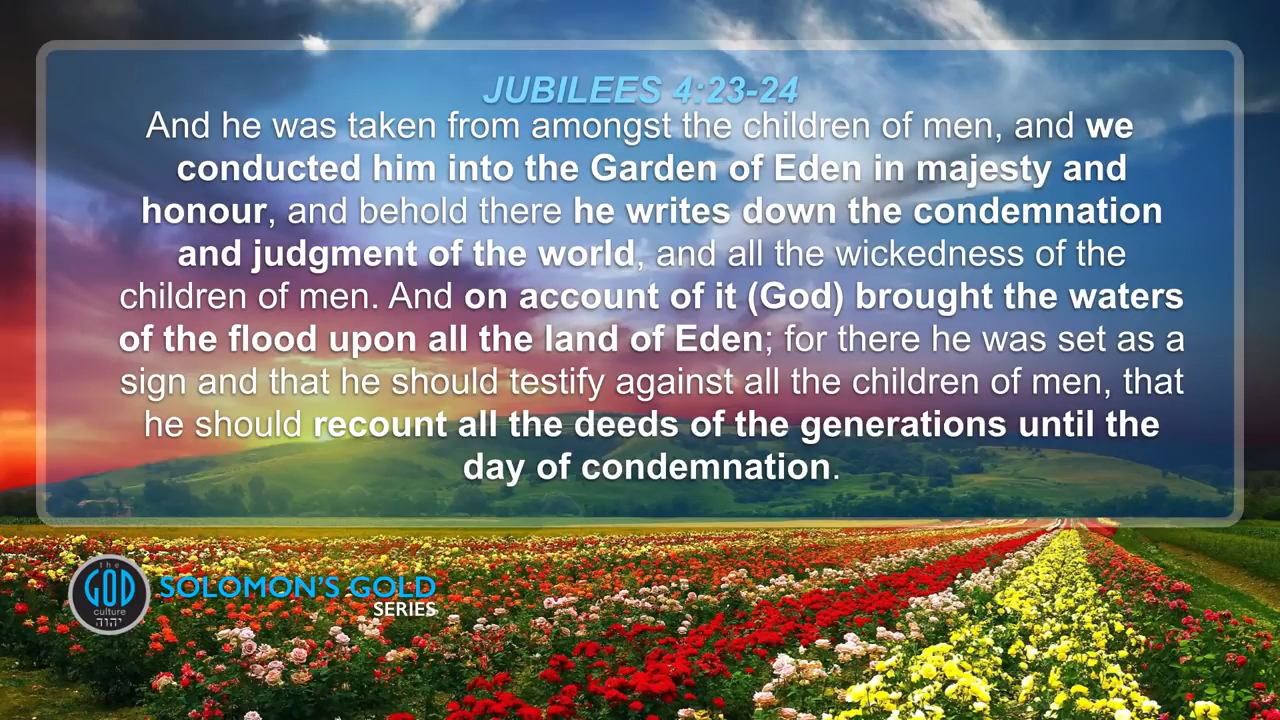 JUBILEES 4:23-24
And he was taken from amongst the children of men, and we
conducted him into the Garden of Eden in majesty and
honour, and behold there he writes down the condemnation
and judgment of the world, and all the wickedness of the
children of men. And on account of it (God) brought the waters
of the flood upon all the land of Eden; for there he was set as a
sign and that he should testify against all the children of men, that
he should recount all the deeds of the generations until the
day of condemnation.
the
GOD
culture
יהוה
SOLOMON'S GOLD
SERIES